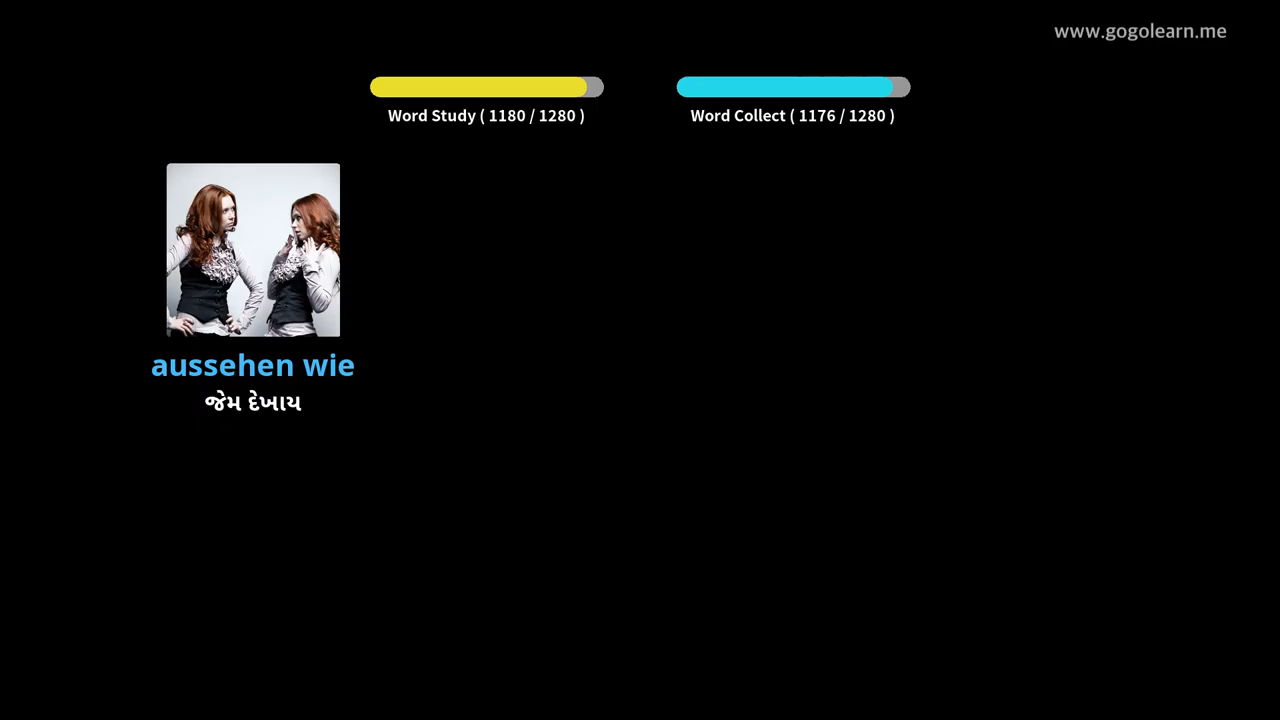 www.gogolearn.me
Word Study ( 1180 / 1280 )
Word Collect ( 1176 / 1280 )
aussehen wie
જેમ દેખાય